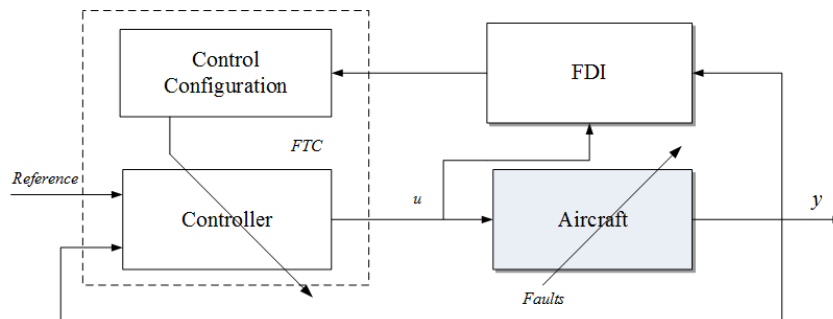 Control
Configuration
FDI
FTC
Reference
Controller
u
Aircraft
y
Faults